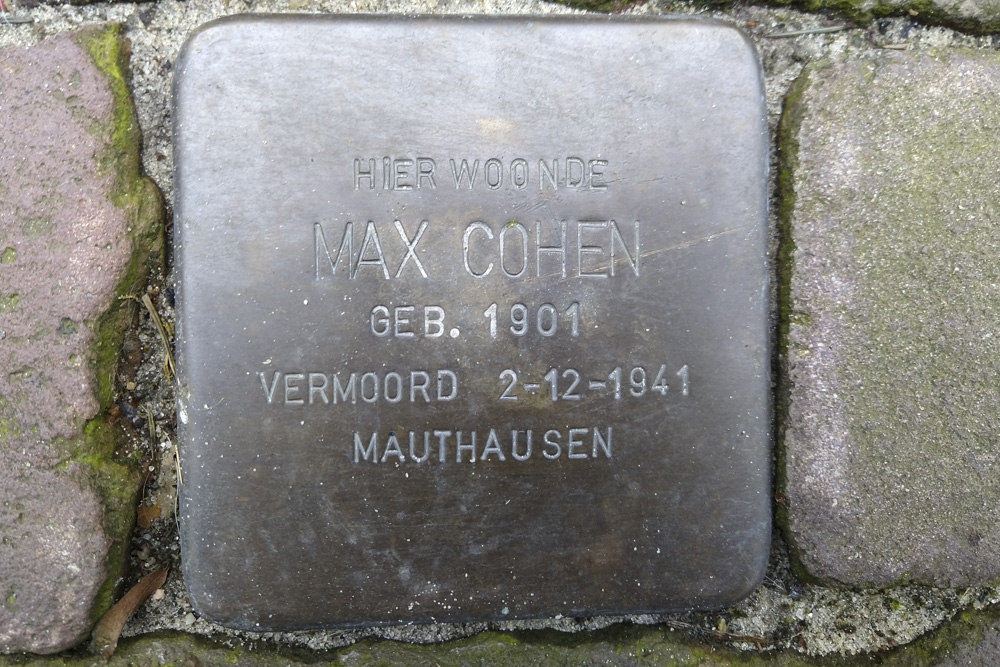 HIER WOONDE
MAX COHEN
GEB. 1901
VERMOORD 2-12-1941
MAUTHAUSEN